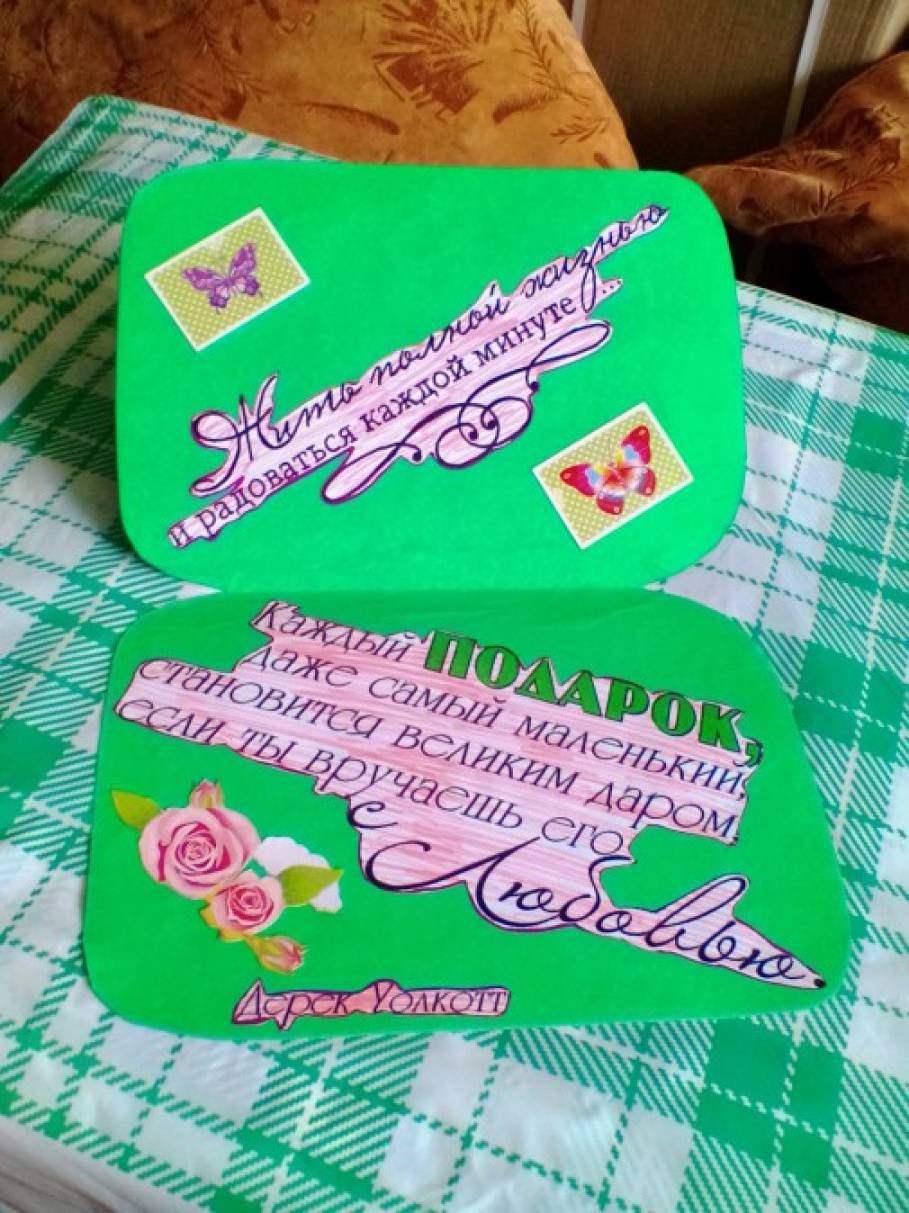 Жить полной жизнью
и радоваться каждой минуте...
Каждый ПОДАРОК,
даже самый маленький,
становится великим даром,
если ты вручаешь его
с Любовью.
Дерек Уолкотт